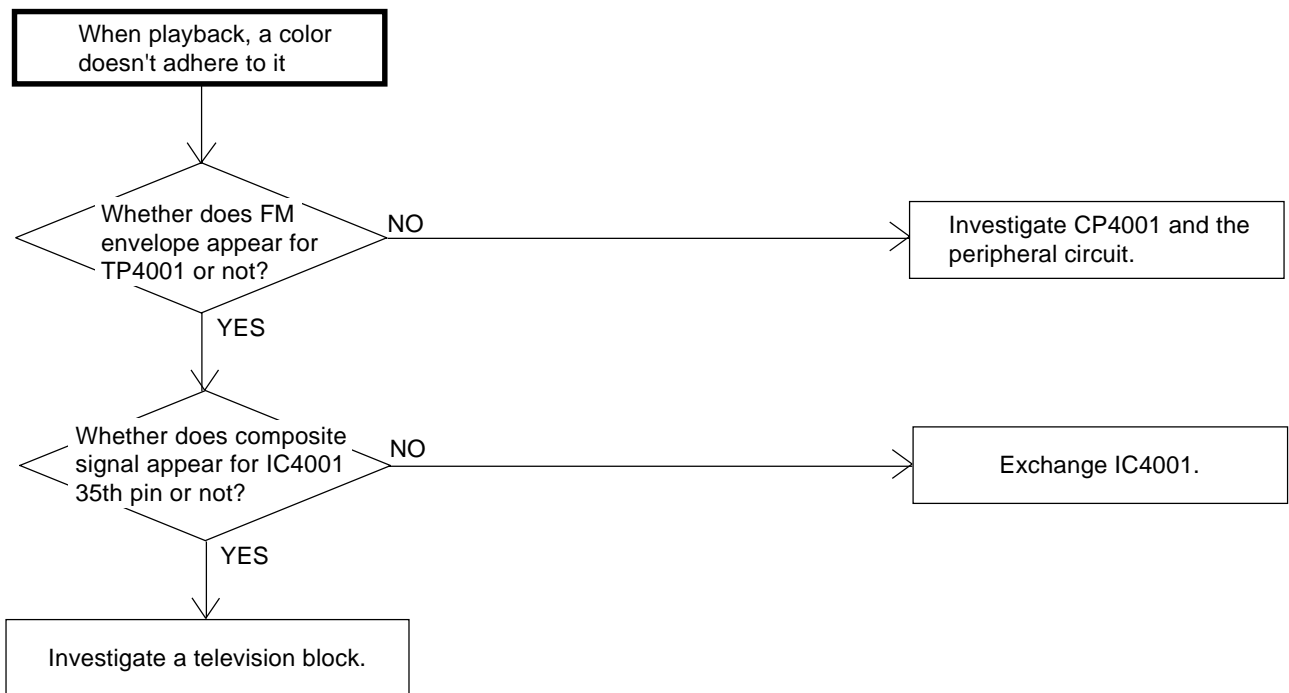 When playback, a color
doesn't adhere to it
Whether does FM
envelope appear for
TP4001 or not?
NO
Investigate CP4001 and the
peripheral circuit.
YES
Whether does composite
signal appear for IC4001
35th pin or not?
NO
Exchange IC4001.
YES
Investigate a television block.